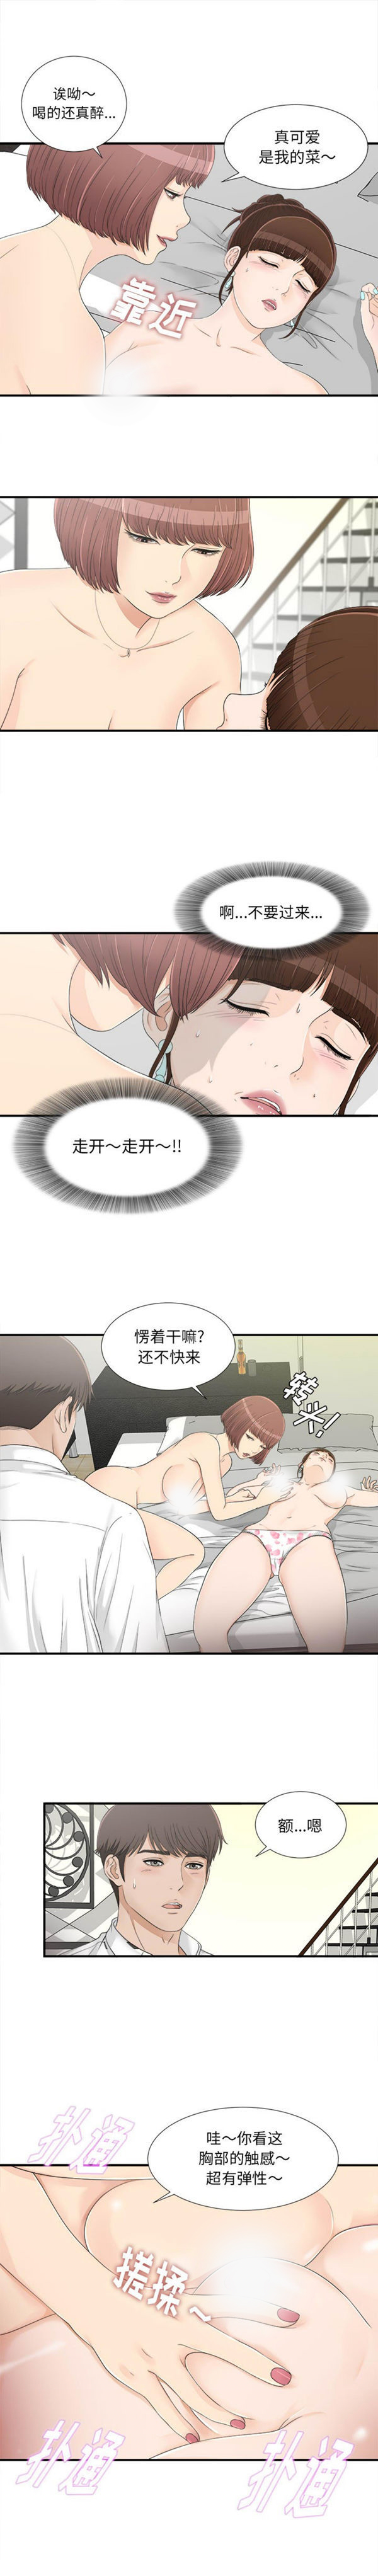 诶呦～
喝的还真醉...
真可爱
是我的菜～
靠近
啊...不要过来...
走开～走开～!!
愣着干嘛?
还不快来
转头!
额...嗯
扑通
哇～你看这
胸部的触感～
超有弹性～
搓揉～
扑通
扑通